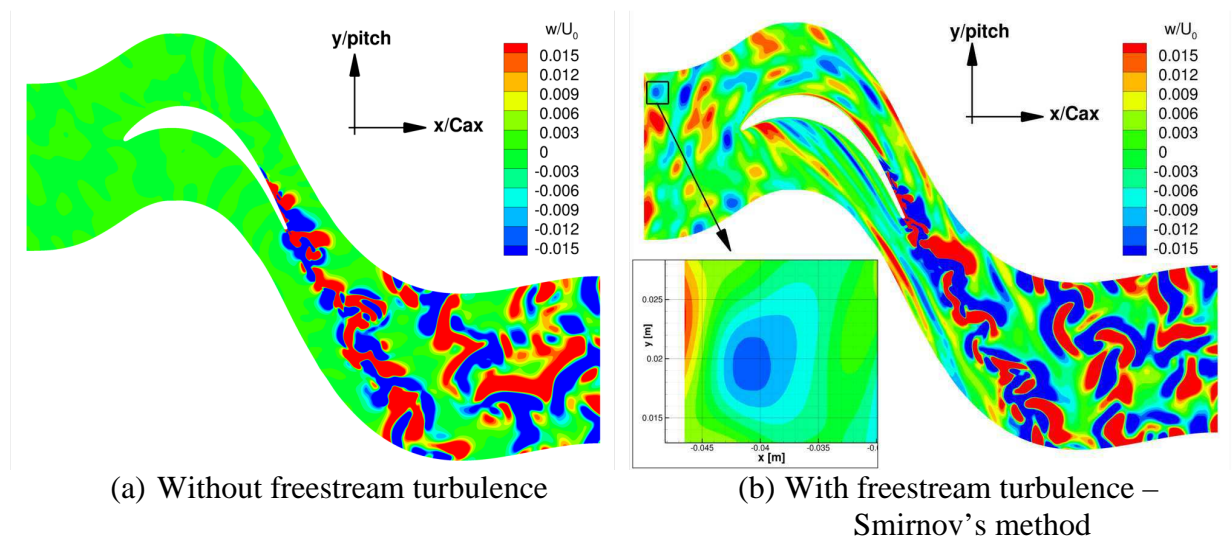 y/pitch
x/Cax
w/U₀
0.015
0.012
0.009
0.006
0.003
0
-0.003
-0.006
-0.009
-0.012
-0.015
(a) Without freestream turbulence
y/pitch
x/Cax
w/U₀
0.015
0.012
0.009
0.006
0.003
0
-0.003
-0.006
-0.009
-0.012
-0.015
y [m]
0.025
0.02
0.015
-0.045
-0.04
-0.035
x [m]
(b) With freestream turbulence –
Smirnov's method